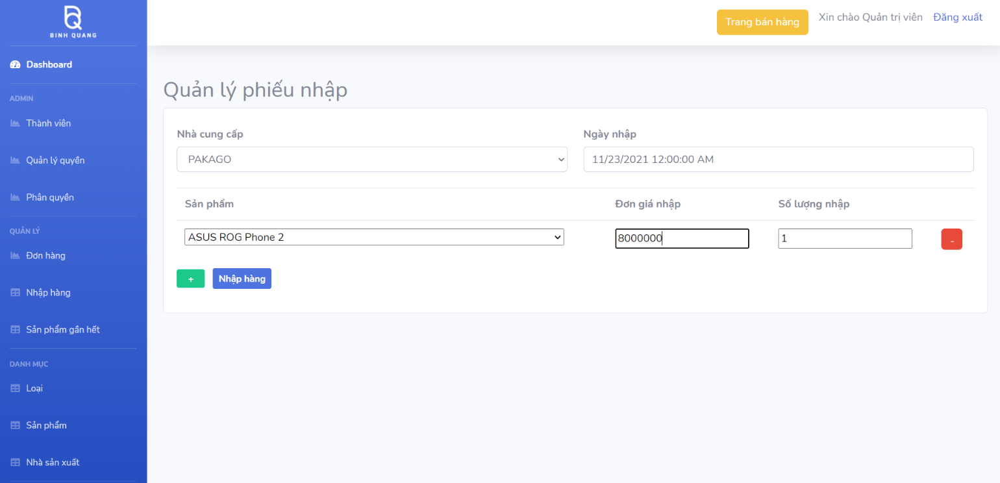 BINH QUANG
Trang bán hàng
Xin chào Quản trị viên
Đăng xuất
Dashboard
ADMIN
Thành viên
Quản lý quyền
Phân quyền
QUẢN LÝ
Đơn hàng
Nhập hàng
Sản phẩm gần hết
DANH MỤC
Loại
Sản phẩm
Nhà sản xuất
Quản lý phiếu nhập
Nhà cung cấp
Ngày nhập
PAKAGO
11/23/2021 12:00:00 AM
Sản phẩm
Đơn giá nhập
Số lượng nhập
ASUS ROG Phone 2
8000000
1
-
+
Nhập hàng